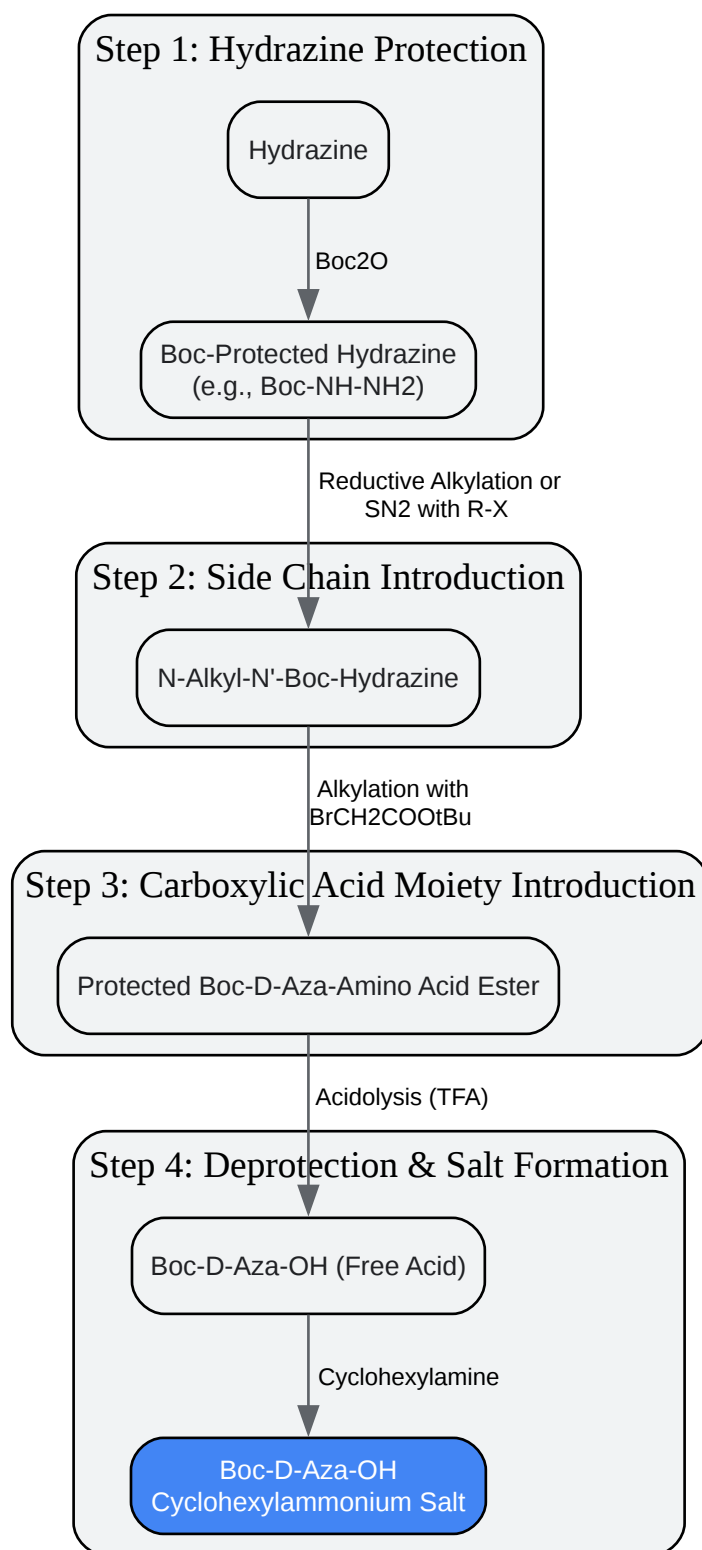 Step 1: Hydrazine Protection
Hydrazine
Boc2O
Boc-Protected Hydrazine
(e.g., Boc-NH-NH2)
Reductive Alkylation or
SN2 with R-X
Step 2: Side Chain Introduction
N-Alkyl-N'-Boc-Hydrazine
Alkylation with
BrCH2COOtBu
Step 3: Carboxylic Acid Moiety Introduction
Protected Boc-D-Aza-Amino Acid Ester
Acidolysis (TFA)
Step 4: Deprotection & Salt Formation
Boc-D-Aza-OH (Free Acid)
Cyclohexylamine
Boc-D-Aza-OH
Cyclohexylammonium Salt